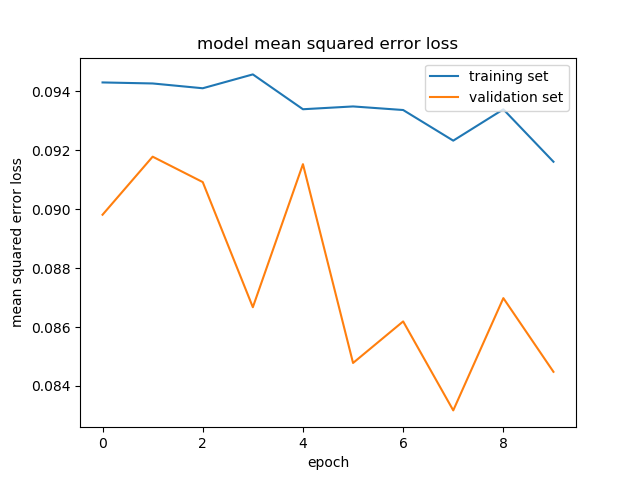 model mean squared error loss
training set
validation set
0.094
0.092
0.090
0.088
0.086
0.084
mean squared error loss
0 2 4 6 8
epoch